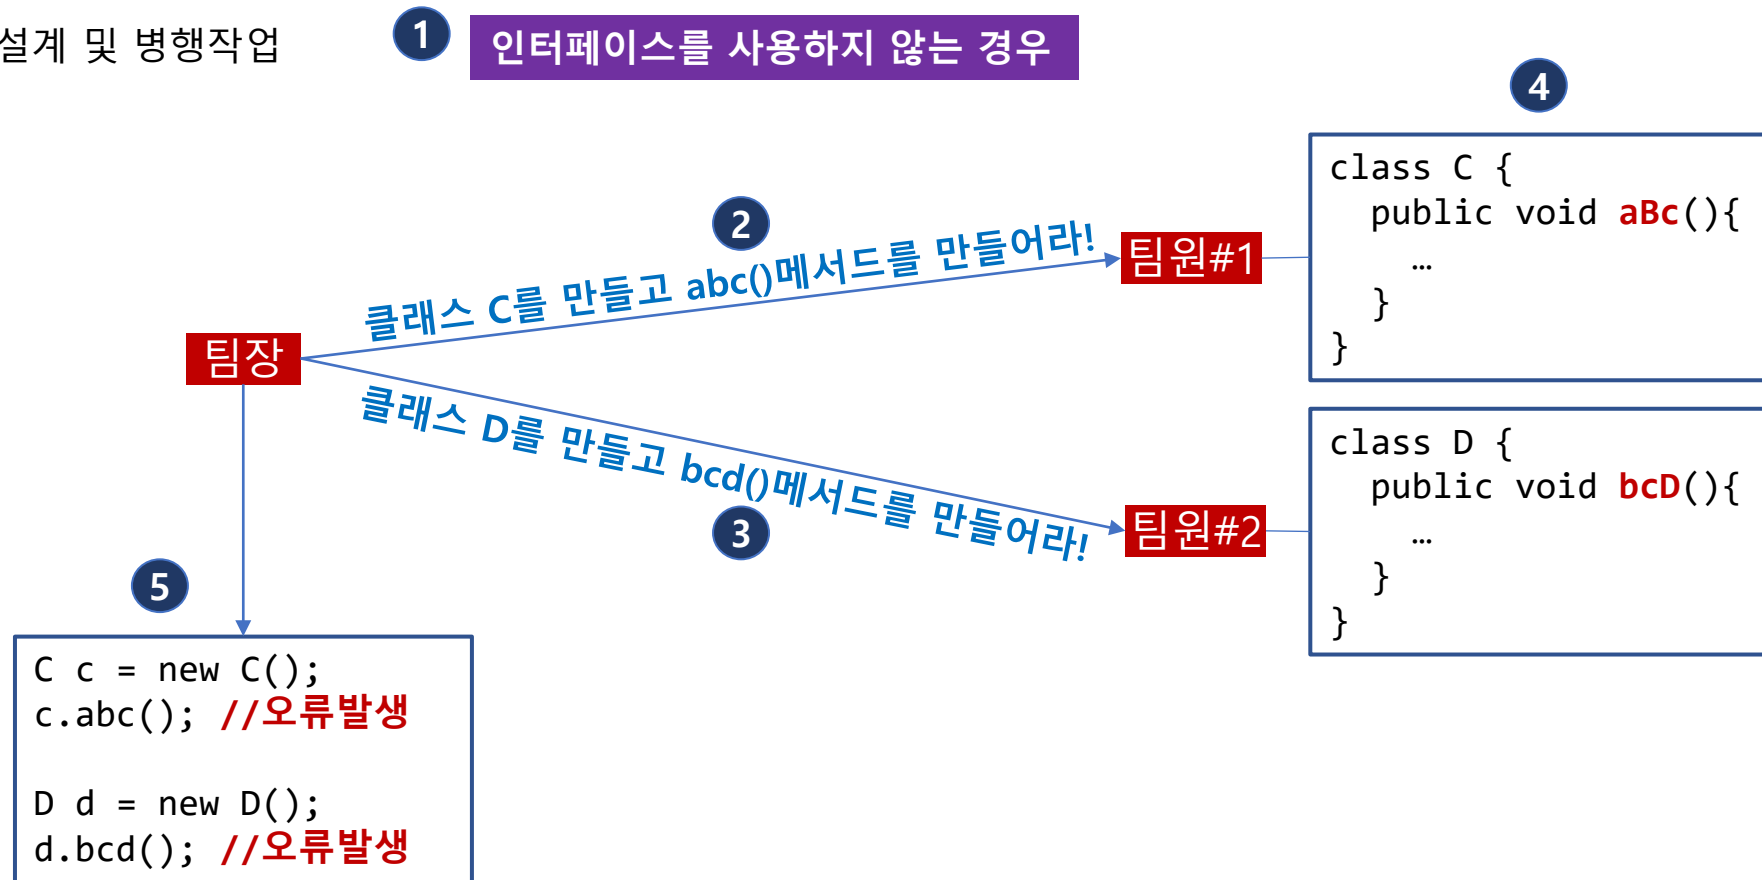 설계 및 병행작업
1
인터페이스를 사용하지 않는 경우
4
class C {
public void aBc(){
…
}
}
2
클래스 C를 만들고 abc()메서드를 만들어라!
팀원#1
팀장
클래스 D를 만들고 bcd()메서드를 만들어라!
3
팀원#2
class D {
public void bcD(){
…
}
}
5
C c = new C();
c.abc(); //오류발생
D d = new D();
d.bcd(); //오류발생